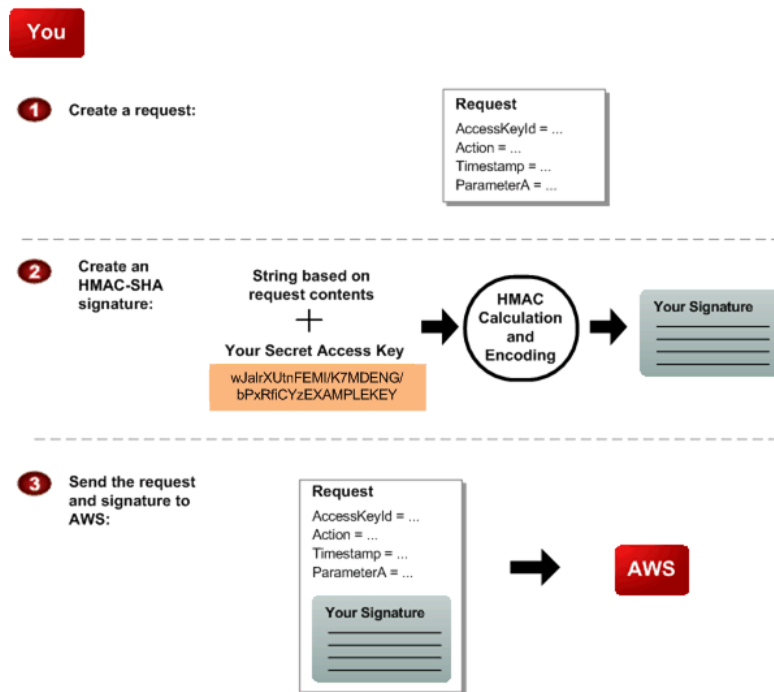 You
1
Create a request:
Request
AccessKeyId = ...
Action = ...
Timestamp = ...
ParameterA = ...
2
Create an
HMAC-SHA
signature:
String based on
request contents
+
Your Secret Access Key
wJalrXUtnFEMI/K7MDENG/
bPxRfiCYzEXAMPLEKEY
HMAC
Calculation
and
Encoding
Your Signature
3
Send the request
and signature to
AWS:
Request
AccessKeyId = ...
Action = ...
Timestamp = ...
ParameterA = ...
Your Signature
AWS